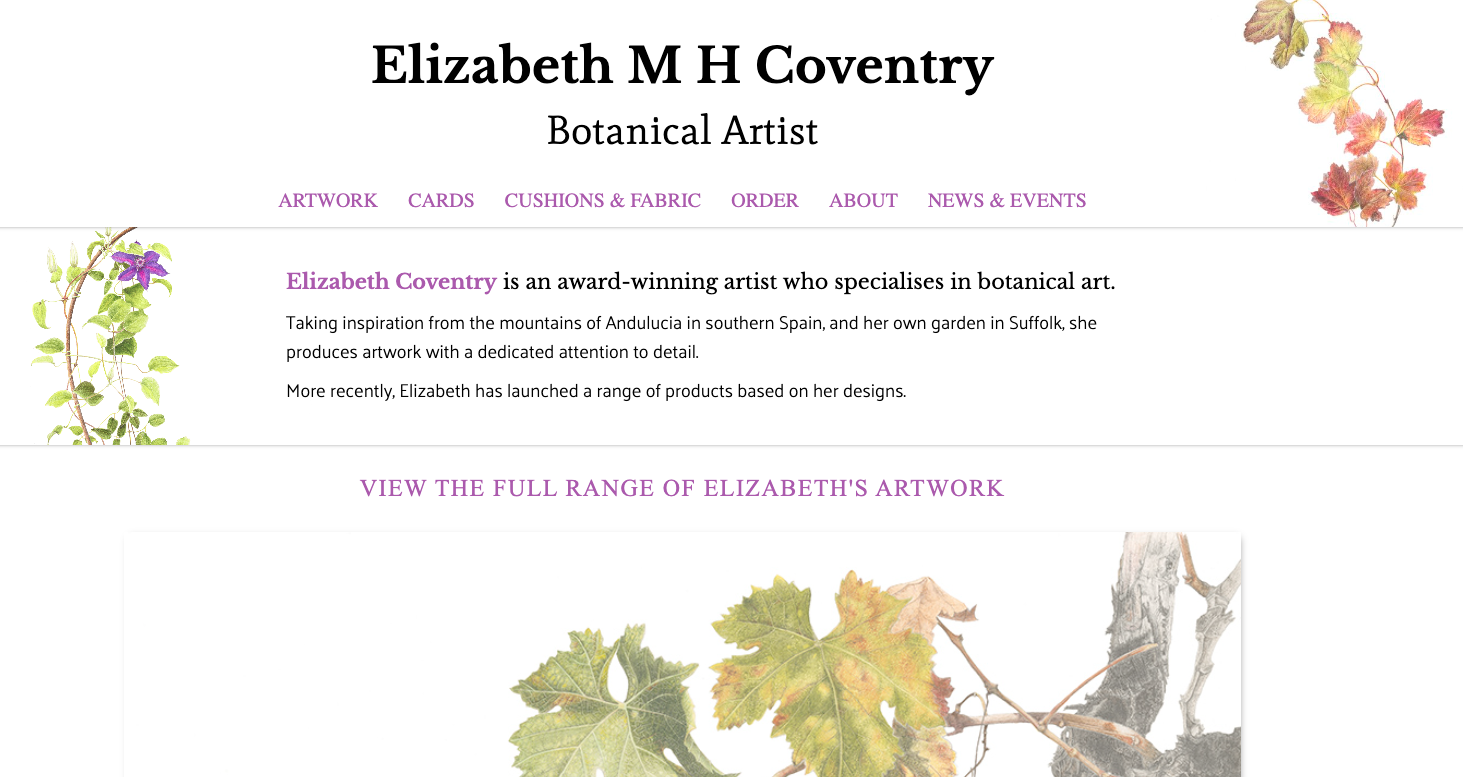 Elizabeth M H Coventry
Botanical Artist
ARTWORK CARDS CUSHIONS & FABRIC ORDER ABOUT NEWS & EVENTS
Elizabeth Coventry is an award-winning artist who specialises in botanical art.
Taking inspiration from the mountains of Andulucia in southern Spain, and her own garden in Suffolk, she
produces artwork with a dedicated attention to detail.
More recently, Elizabeth has launched a range of products based on her designs.
VIEW THE FULL RANGE OF ELIZABETH'S ARTWORK